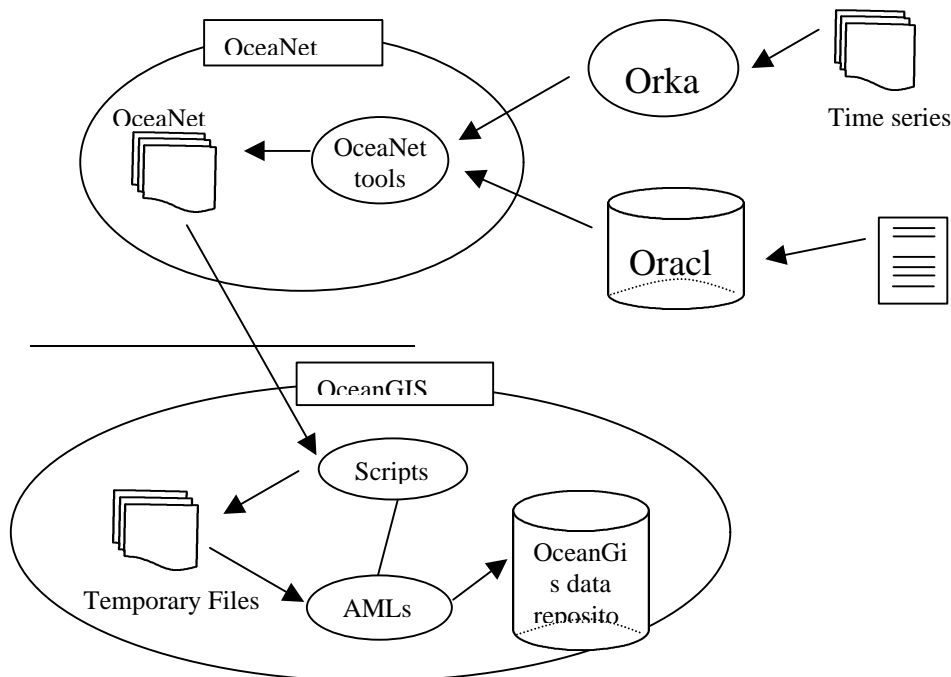 OceaNet
Orka
Time series
OceaNet
OceaNet
tools
Oracl
OceanGIS
Scripts
OceanGi
s data
reposito
Temporary Files
AMLs